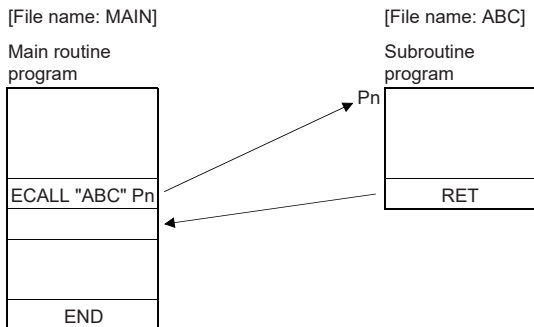 [File name: MAIN]
Main routine
program
ECALL "ABC" Pn
END
[File name: ABC]
Subroutine
program
Pn
RET